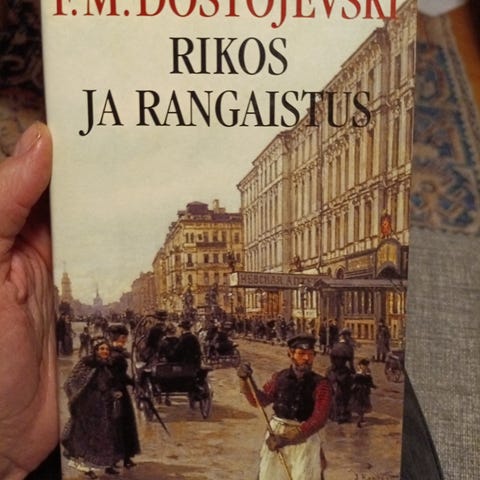 F. M. DOSTOJEVSKI
RIKOS
JA RANGAISTUS